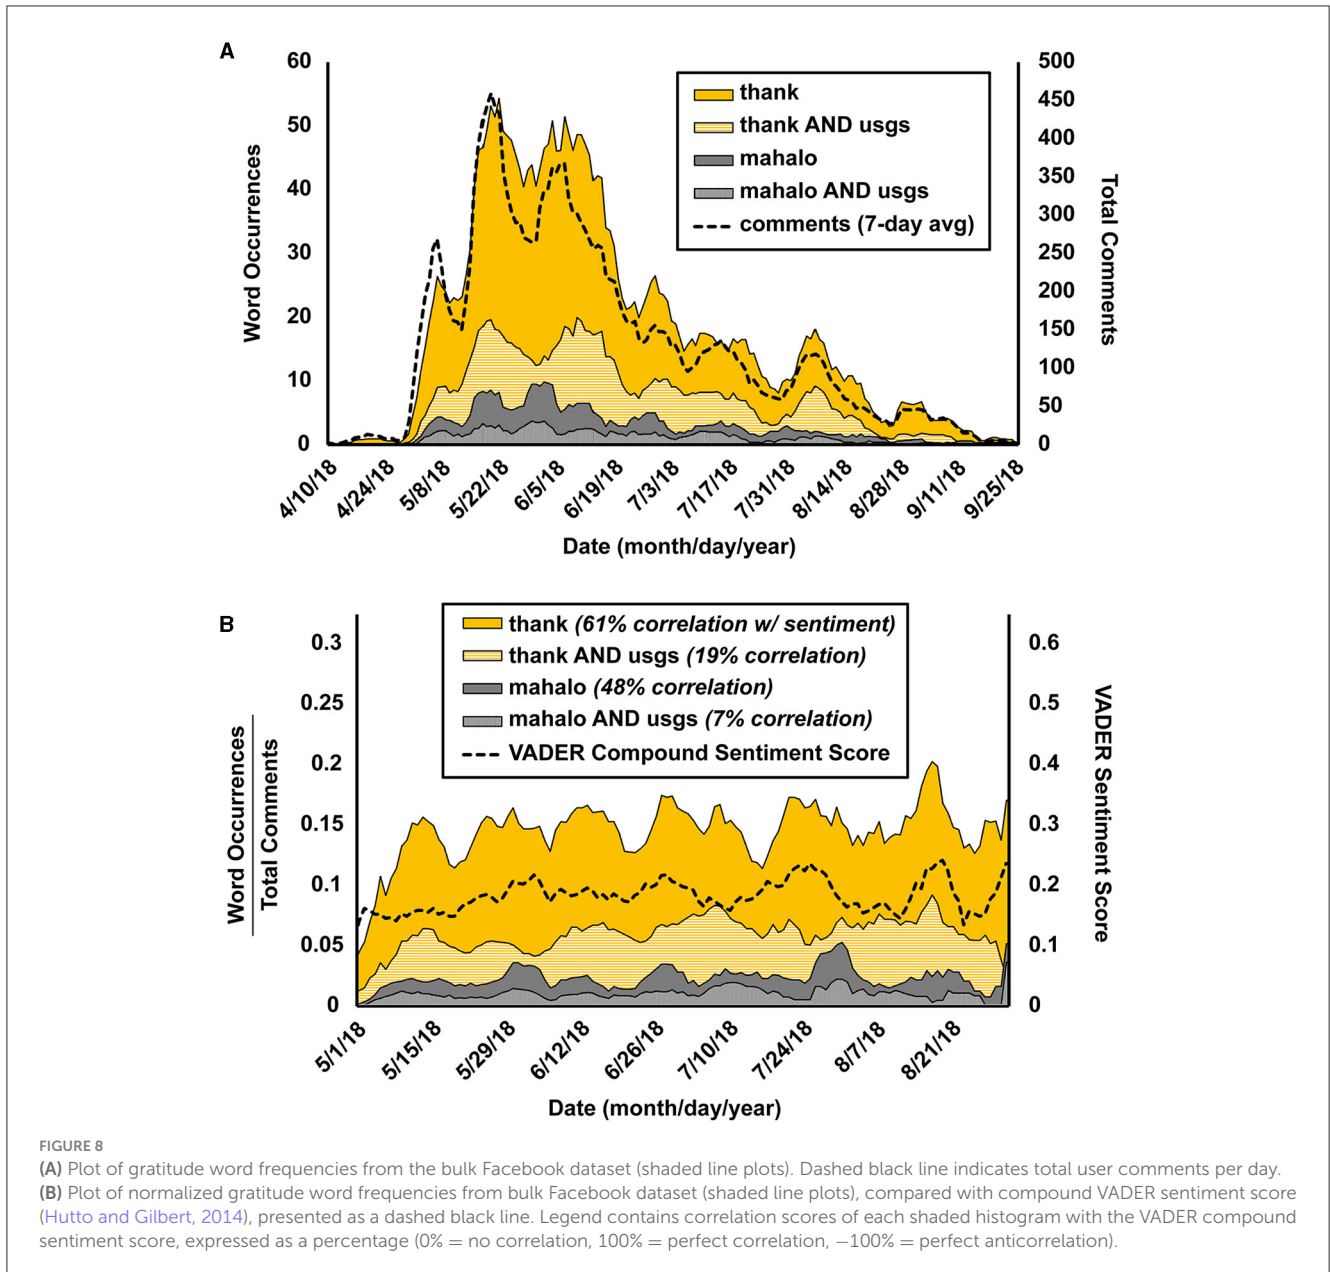 A
60
50
40
30
20
10
0
Word Occurrences
thank
thank AND usgs
mahalo
mahalo AND usgs
comments (7-day avg)
500
450
400
350
300
250
200
150
100
50
0
Total Comments
4/10/18
4/24/18
5/8/18
5/22/18
6/5/18
6/19/18
7/3/18
7/17/18
7/31/18
8/14/18
8/28/18
9/11/18
9/25/18
Date (month/day/year)
B
0.3
0.25
0.2
0.15
0.1
0.05
0
Word Occurrences
Total Comments
thank (61% correlation w/ sentiment)
thank AND usgs (19% correlation)
mahalo (48% correlation)
mahalo AND usgs (7% correlation)
VADER Compound Sentiment Score
0.6
0.5
0.4
0.3
0.2
0.1
0
VADER Sentiment Score
5/1/18
5/15/18
5/29/18
6/12/18
6/26/18
7/10/18
7/24/18
8/7/18
8/21/18
Date (month/day/year)
FIGURE 8
(A) Plot of gratitude word frequencies from the bulk Facebook dataset (shaded line plots). Dashed black line indicates total user comments per day.
(B) Plot of normalized gratitude word frequencies from bulk Facebook dataset (shaded line plots), compared with compound VADER sentiment score
(Hutto and Gilbert, 2014), presented as a dashed black line. Legend contains correlation scores of each shaded histogram with the VADER compound
sentiment score, expressed as a percentage (0% = no correlation, 100% = perfect correlation, −100% = perfect anticorrelation).